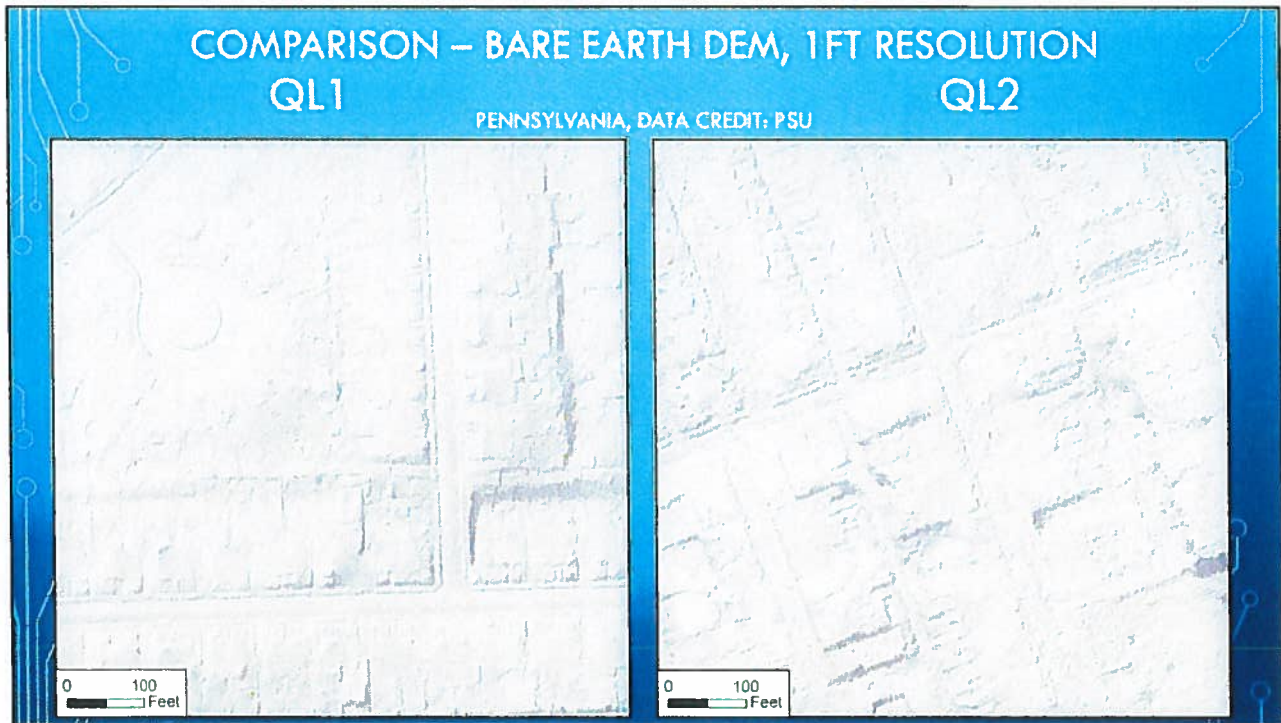 COMPARISON – BARE EARTH DEM, 1FT RESOLUTION
QL1 QL2
PENNSYLVANIA, DATA CREDIT: PSU
0 100
Feet
0 100
Feet